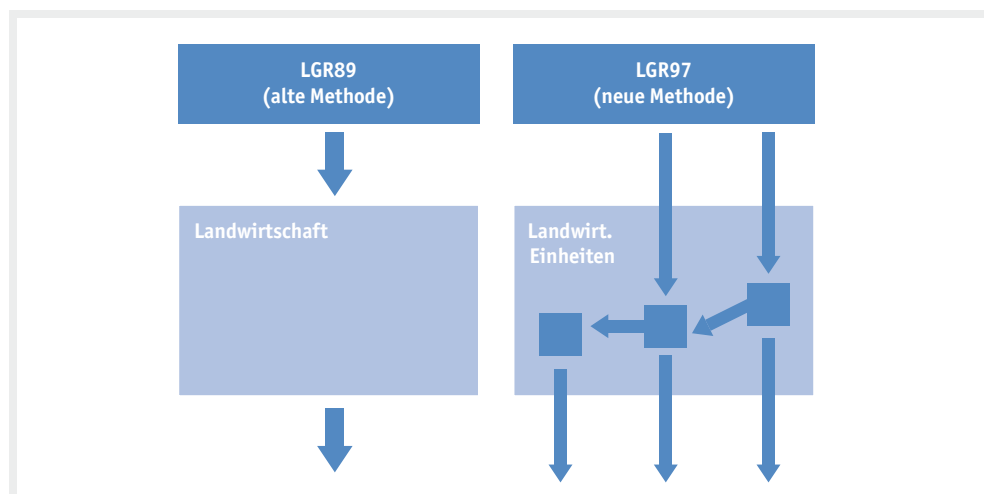 LGR89
(alte Methode)
LGR97
(neue Methode)
Landwirtschaft
Landwirt.
Einheiten